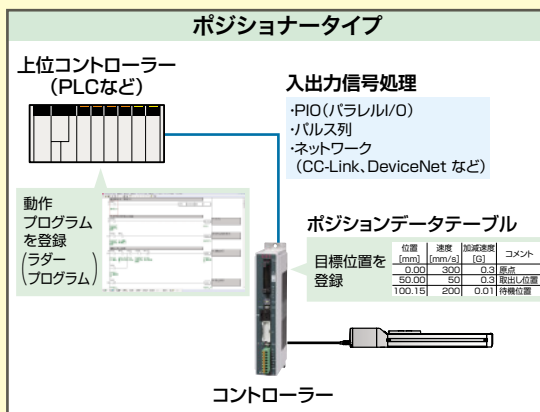 ポジショナータイプ
上位コントローラー
(PLCなど)
入出力信号処理
・PIO(パラレルI/O)
・パルス列
・ネットワーク
(CC-Link、DeviceNet など)
動作
プログラム
を登録
(ラダー
プログラム)
ポジションデータテーブル
目標位置を
登録
位置 速度 加減速度 コメント
[mm] [mm/s] [G]
0.00 300 0.3 原点
50.00 50 0.3 取出し位置
100.15 200 0.01 待機位置
コントローラー